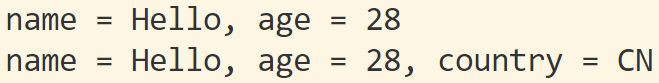 name = Hello, age = 28
name = Hello, age = 28, country = CN